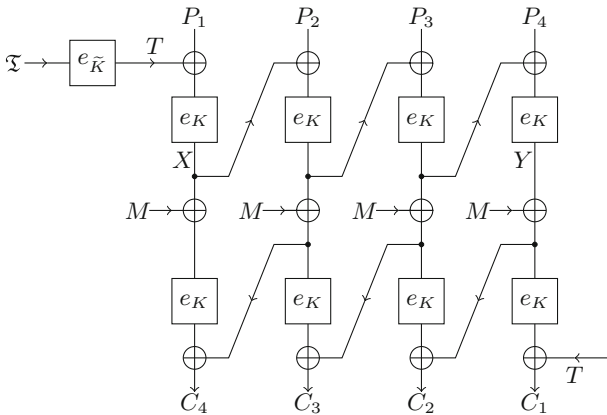 P₁ P₂ P₃ P₄
𝔗 e_K̃ T
e_K e_K e_K e_K
X Y
M M M M
e_K e_K e_K e_K
T
C₄ C₃ C₂ C₁